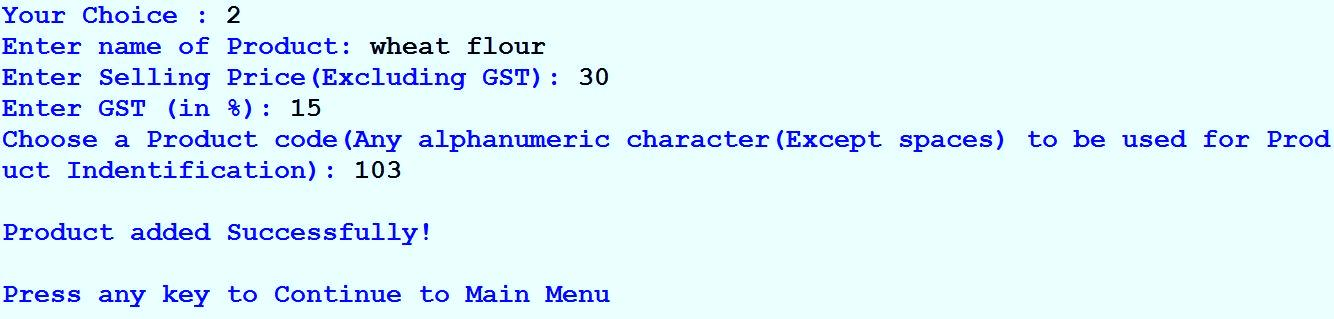 Your Choice : 2
Enter name of Product: wheat flour
Enter Selling Price(Excluding GST): 30
Enter GST (in %): 15
Choose a Product code(Any alphanumeric character(Except spaces) to be used for Prod
uct Indentification): 103
Product added Successfully!
Press any key to Continue to Main Menu